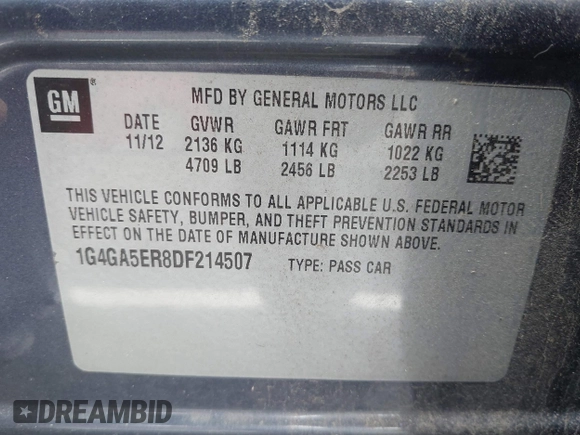 GM ®
MFD BY GENERAL MOTORS LLC
DATE GVWR GAWR FRT GAWR RR
11/12 2136 KG 1114 KG 1022 KG
4709 LB 2456 LB 2253 LB
THIS VEHICLE CONFORMS TO ALL APPLICABLE U.S. FEDERAL MOTOR
VEHICLE SAFETY, BUMPER, AND THEFT PREVENTION STANDARDS IN
EFFECT ON THE DATE OF MANUFACTURE SHOWN ABOVE.
1G4GA5ER8DF214507 TYPE: PASS CAR
DREAMBID